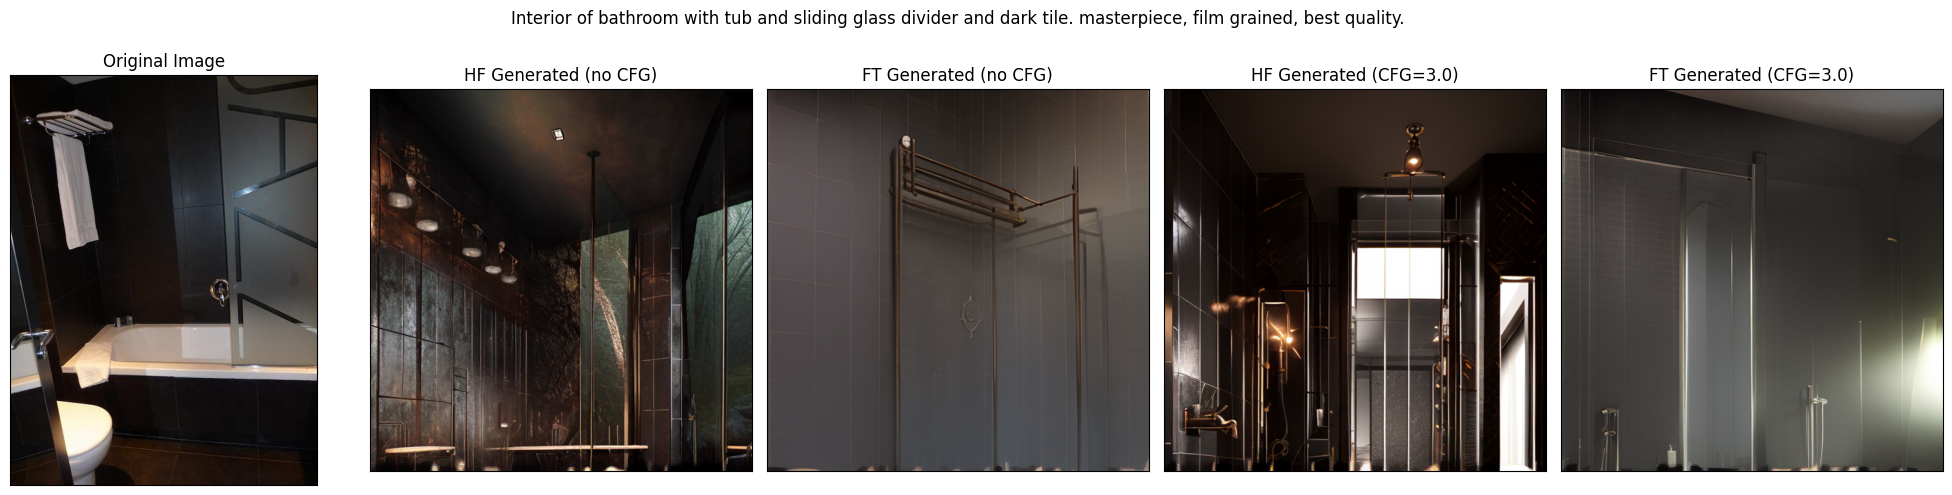 Interior of bathroom with tub and sliding glass divider and dark tile. masterpiece, film grained, best quality.
Original Image
HF Generated (no CFG)
FT Generated (no CFG)
HF Generated (CFG=3.0)
FT Generated (CFG=3.0)